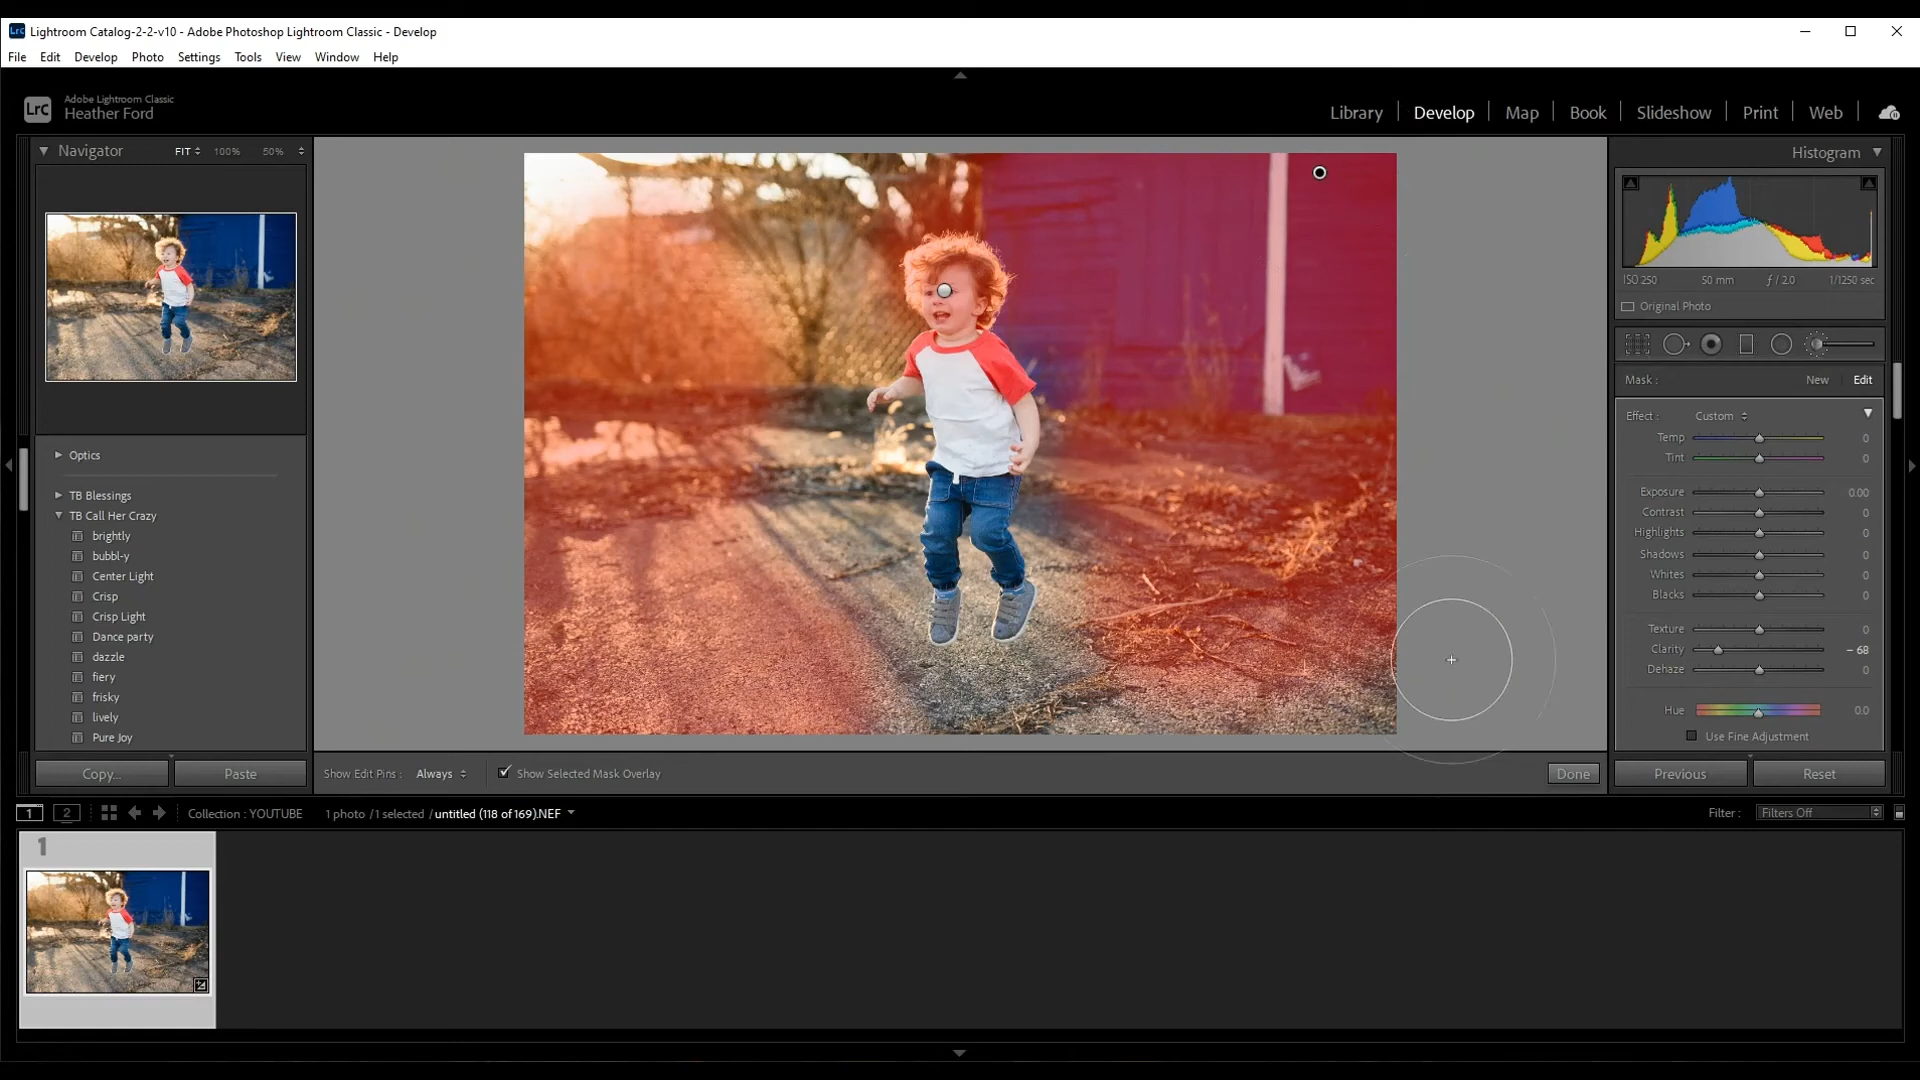 Lightroom Catalog-2-2-v10 - Adobe Photoshop Lightroom Classic - Develop
File Edit Develop Photo Settings Tools View Window Help
LrC Adobe Lightroom Classic
Heather Ford
Library Develop Map Book Slideshow Print Web
Navigator FIT 100% 50%
Histogram
ISO 250 50 mm ƒ / 2.0 1/1250 sec
Original Photo
Mask : New Edit
Effect : Custom
Temp 0
Tint 0
Exposure 0.00
Contrast 0
Highlights 0
Shadows 0
Whites 0
Blacks 0
Texture 0
Clarity – 68
Dehaze 0
Hue 0.0
Use Fine Adjustment
Optics
TB Blessings
TB Call Her Crazy
brightly
bubbl-y
Center Light
Crisp
Crisp Light
Dance party
dazzle
fiery
frisky
lively
Pure Joy
Copy... Paste
Show Edit Pins : Always Show Selected Mask Overlay Done
Previous Reset
1 2 Collection : YOUTUBE 1 photo / 1 selected / untitled (118 of 169).NEF Filter : Filters Off
1